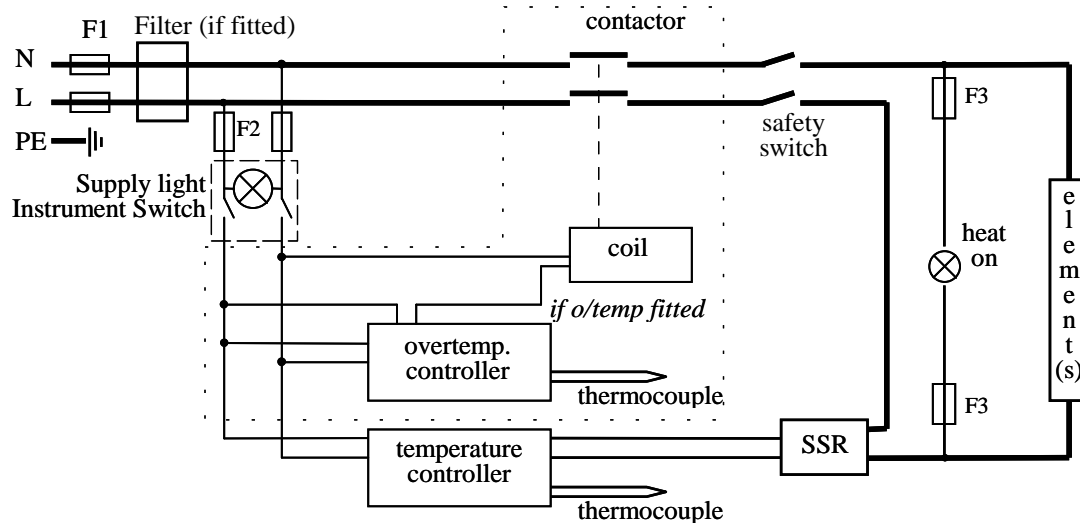 F1
Filter (if fitted)
contactor
N
L
PE
F2
F3
safety
switch
Supply light
Instrument Switch
coil
heat
on
element(s)
if o/temp fitted
overtemp.
controller
thermocouple
F3
temperature
controller
SSR
thermocouple